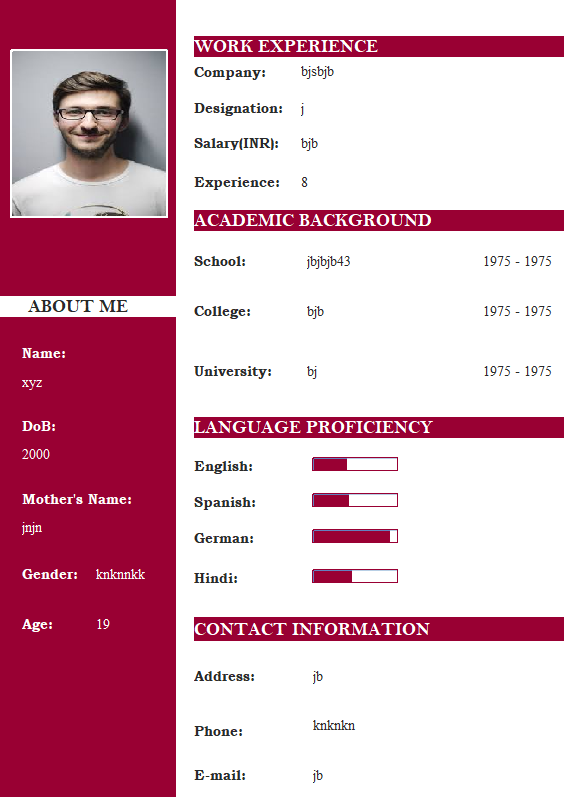 ABOUT ME
Name:
xyz
DoB:
2000
Mother's Name:
jnjn
Gender: knknnkk
Age: 19
WORK EXPERIENCE
Company: bjsbjb
Designation: j
Salary(INR): bjb
Experience: 8
ACADEMIC BACKGROUND
School: jbjbjb43 1975 - 1975
College: bjb 1975 - 1975
University: bj 1975 - 1975
LANGUAGE PROFICIENCY
English:
Spanish:
German:
Hindi:
CONTACT INFORMATION
Address: jb
Phone: knknkn
E-mail: jb